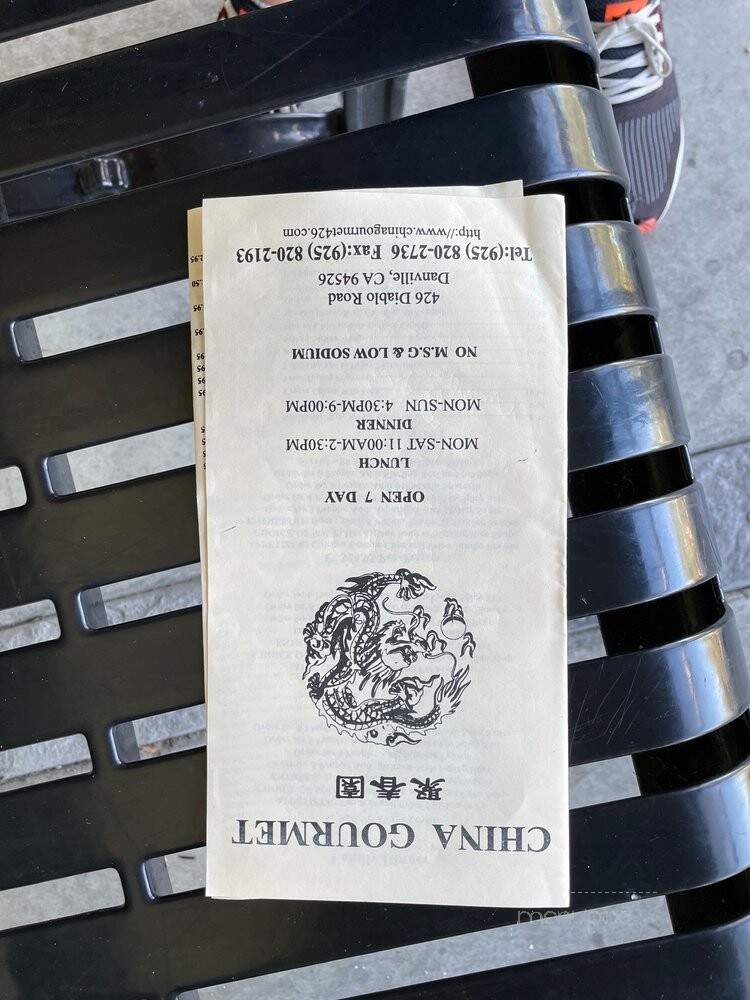 CHINA GOURMET
聚春園
OPEN 7 DAY
LUNCH
MON-SAT 11:00AM-2:30PM
DINNER
MON-SUN 4:30PM-9:00PM
NO M.S.G & LOW SODIUM
426 Diablo Road
Danville, CA 94526
Tel:(925) 820-2736 Fax:(925) 820-2193
http://www.chinagourmet426.com